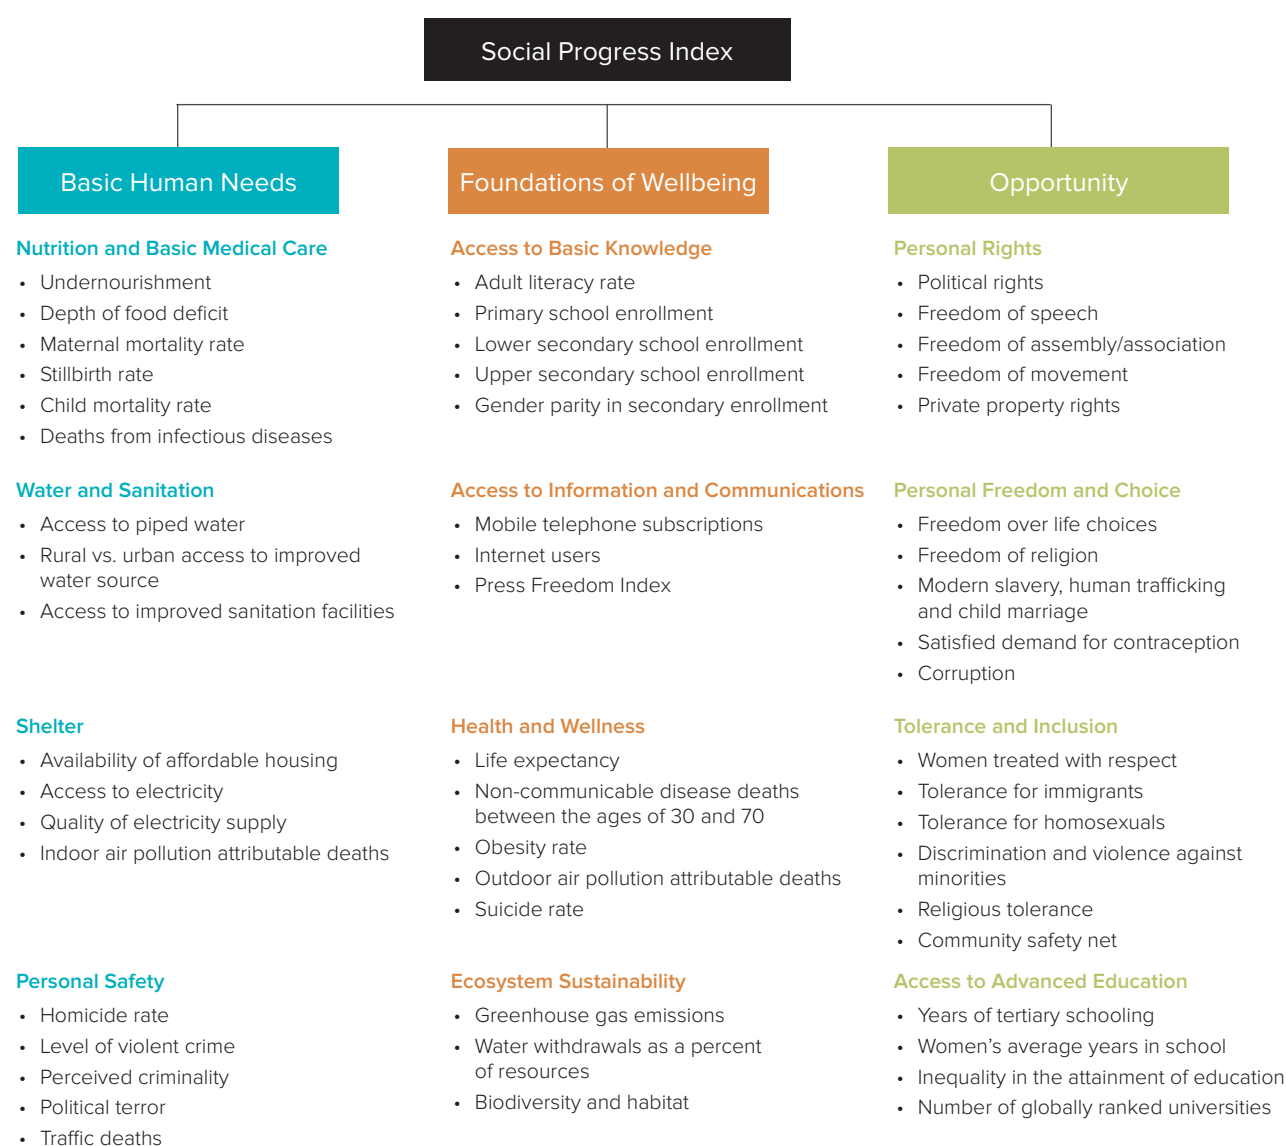 Social Progress Index
Basic Human Needs
Nutrition and Basic Medical Care
• Undernourishment
• Depth of food deficit
• Maternal mortality rate
• Stillbirth rate
• Child mortality rate
• Deaths from infectious diseases
Water and Sanitation
• Access to piped water
• Rural vs. urban access to improved
water source
• Access to improved sanitation facilities
Shelter
• Availability of affordable housing
• Access to electricity
• Quality of electricity supply
• Indoor air pollution attributable deaths
Personal Safety
• Homicide rate
• Level of violent crime
• Perceived criminality
• Political terror
• Traffic deaths
Foundations of Wellbeing
Access to Basic Knowledge
• Adult literacy rate
• Primary school enrollment
• Lower secondary school enrollment
• Upper secondary school enrollment
• Gender parity in secondary enrollment
Access to Information and Communications
• Mobile telephone subscriptions
• Internet users
• Press Freedom Index
Health and Wellness
• Life expectancy
• Non-communicable disease deaths
between the ages of 30 and 70
• Obesity rate
• Outdoor air pollution attributable deaths
• Suicide rate
Ecosystem Sustainability
• Greenhouse gas emissions
• Water withdrawals as a percent
of resources
• Biodiversity and habitat
Opportunity
Personal Rights
• Political rights
• Freedom of speech
• Freedom of assembly/association
• Freedom of movement
• Private property rights
Personal Freedom and Choice
• Freedom over life choices
• Freedom of religion
• Modern slavery, human trafficking
and child marriage
• Satisfied demand for contraception
• Corruption
Tolerance and Inclusion
• Women treated with respect
• Tolerance for immigrants
• Tolerance for homosexuals
• Discrimination and violence against
minorities
• Religious tolerance
• Community safety net
Access to Advanced Education
• Years of tertiary schooling
• Women’s average years in school
• Inequality in the attainment of education
• Number of globally ranked universities